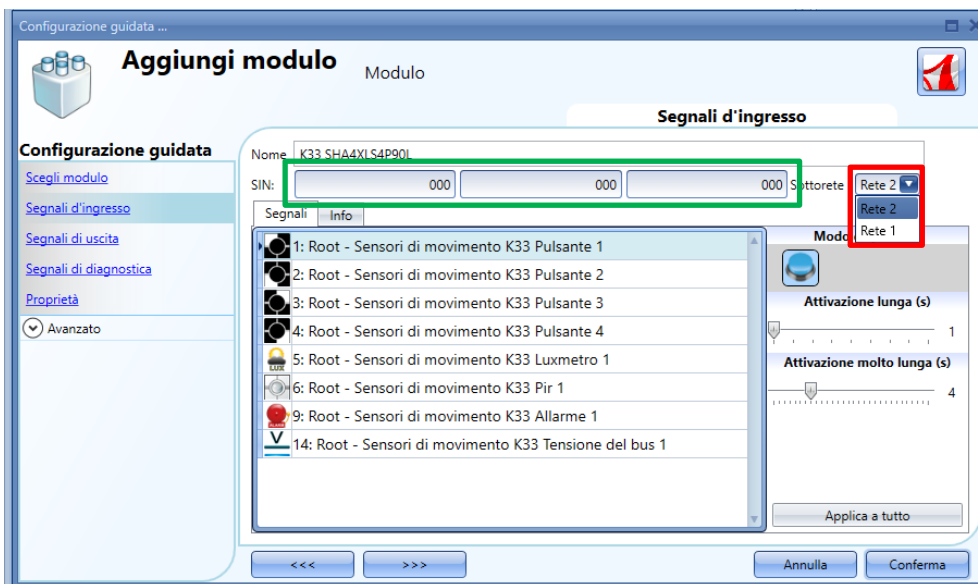 Configurazione guidata ...
Aggiungi modulo
Modulo
Segnali d'ingresso
Configurazione guidata
Scegli modulo
Segnali d'ingresso
Segnali di uscita
Segnali di diagnostica
Proprietà
Avanzato
Nome K33 SHA4XLS4P90L
SIN: 000 000 000 Sottorete Rete 2
Rete 2
Rete 1
Segnali Info
1: Root - Sensori di movimento K33 Pulsante 1
2: Root - Sensori di movimento K33 Pulsante 2
3: Root - Sensori di movimento K33 Pulsante 3
4: Root - Sensori di movimento K33 Pulsante 4
LUX
5: Root - Sensori di movimento K33 Luxmetro 1
6: Root - Sensori di movimento K33 Pir 1
9: Root - Sensori di movimento K33 Allarme 1
V
14: Root - Sensori di movimento K33 Tensione del bus 1
Attivazione lunga (s)
1
Attivazione molto lunga (s)
4
Applica a tutto
<<< >>>
Annulla Conferma